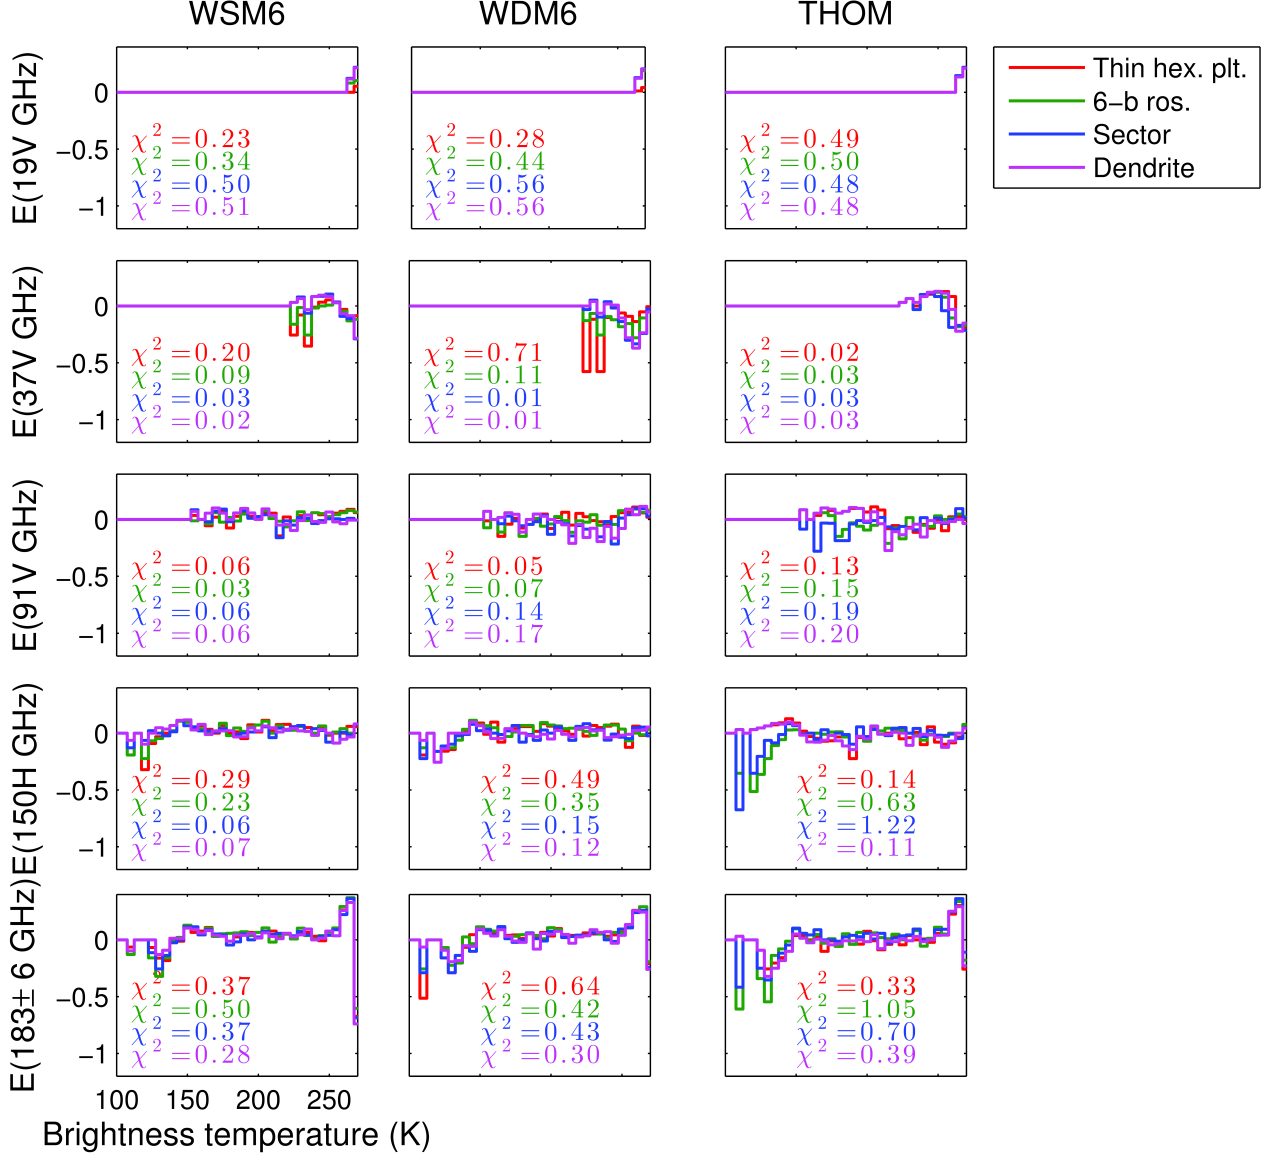 WSM6 WDM6 THOM
E(19V GHz)
0
−0.5
−1
χ² =0.23
χ² =0.34
χ² =0.50
χ² =0.51
χ² =0.28
χ² =0.44
χ² =0.56
χ² =0.56
χ² =0.49
χ² =0.50
χ² =0.48
χ² =0.48
Thin hex. plt.
6−b ros.
Sector
Dendrite
E(37V GHz)
0
−0.5
−1
χ² =0.20
χ² =0.09
χ² =0.03
χ² =0.02
χ² =0.71
χ² =0.11
χ² =0.01
χ² =0.01
χ² =0.02
χ² =0.03
χ² =0.03
χ² =0.03
E(91V GHz)
0
−0.5
−1
χ² =0.06
χ² =0.03
χ² =0.06
χ² =0.06
χ² =0.05
χ² =0.07
χ² =0.14
χ² =0.17
χ² =0.13
χ² =0.15
χ² =0.19
χ² =0.20
E(150H GHz)
0
−0.5
−1
χ² =0.29
χ² =0.23
χ² =0.06
χ² =0.07
χ² =0.49
χ² =0.35
χ² =0.15
χ² =0.12
χ² =0.14
χ² =0.63
χ² =1.22
χ² =0.11
E(183± 6 GHz)
0
−0.5
−1
χ² =0.37
χ² =0.50
χ² =0.37
χ² =0.28
χ² =0.64
χ² =0.42
χ² =0.43
χ² =0.30
χ² =0.33
χ² =1.05
χ² =0.70
χ² =0.39
100 150 200 250
Brightness temperature (K)